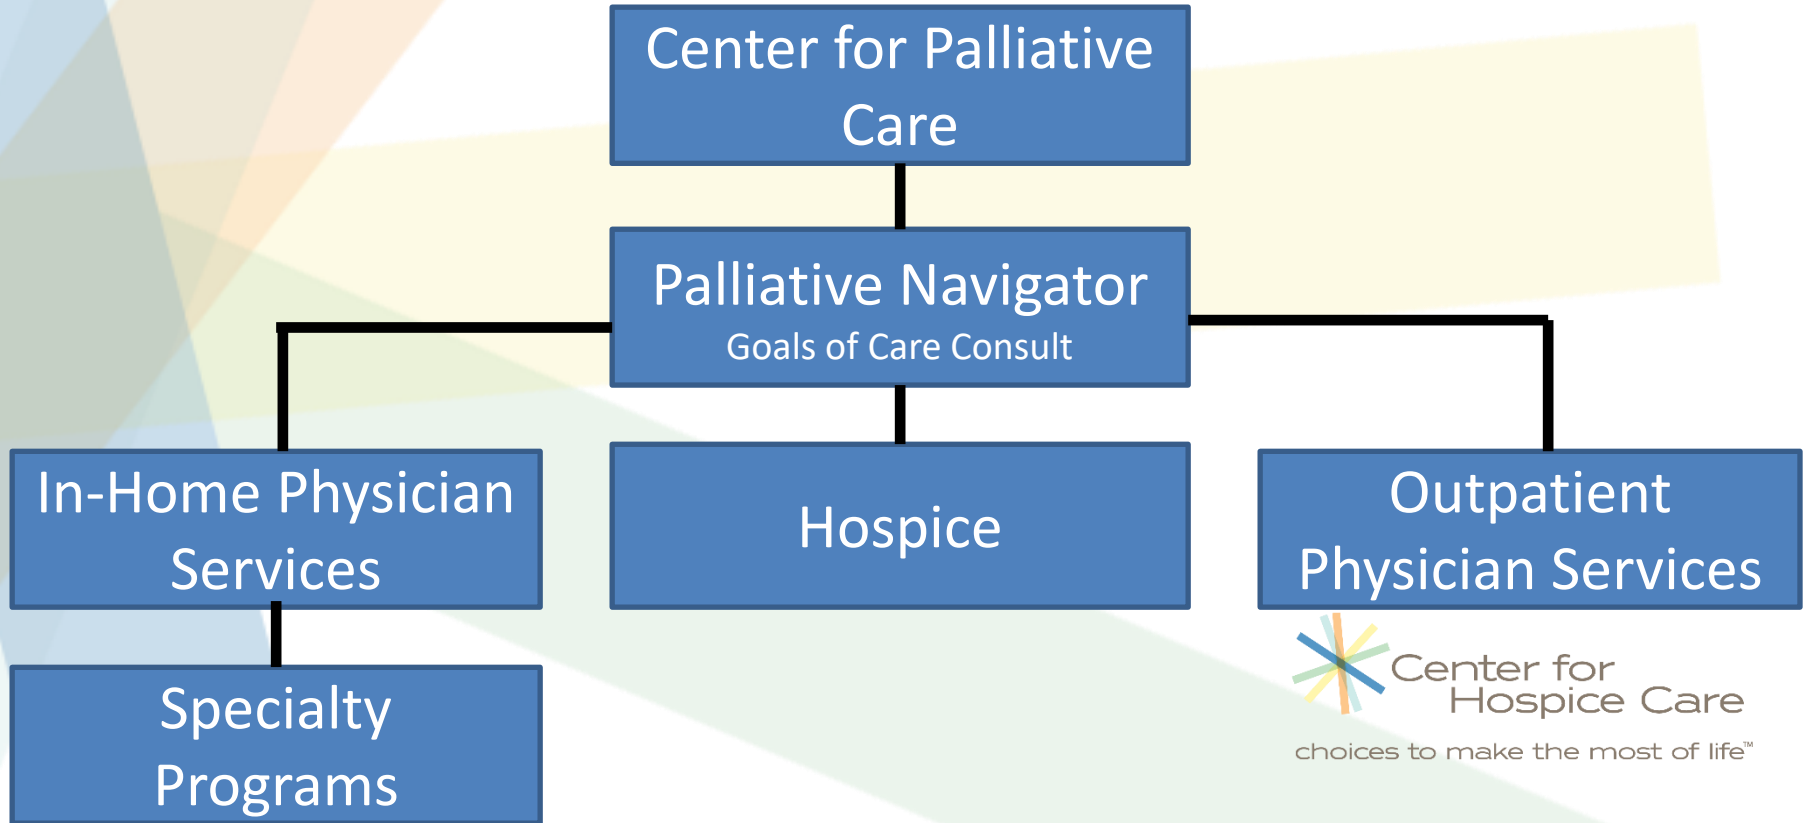 Center for Palliative
Care
Palliative Navigator
Goals of Care Consult
In-Home Physician
Services
Hospice
Outpatient
Physician Services
Specialty
Programs
Center for
Hospice Care
choices to make the most of life™